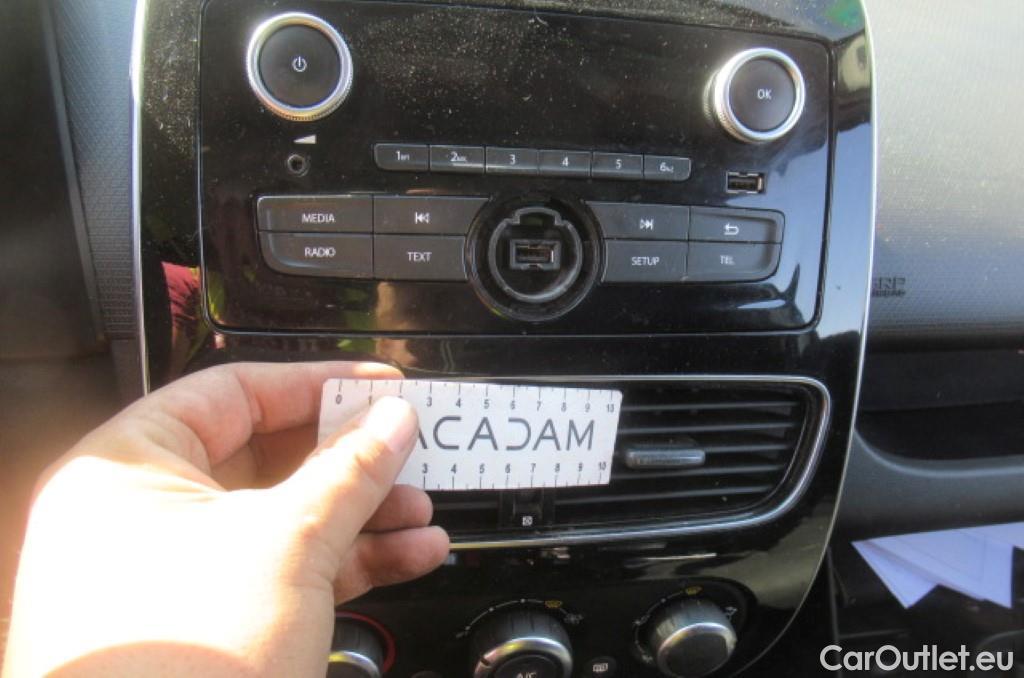 OK
1BT1 2 3 4 5 6
MEDIA
RADIO TEXT SETUP TEL
0 1 2 3 4 5 6 7 8 9 10
ACADAM
3 4 5 6 7 8 9 10
A/C
CarOutlet.eu